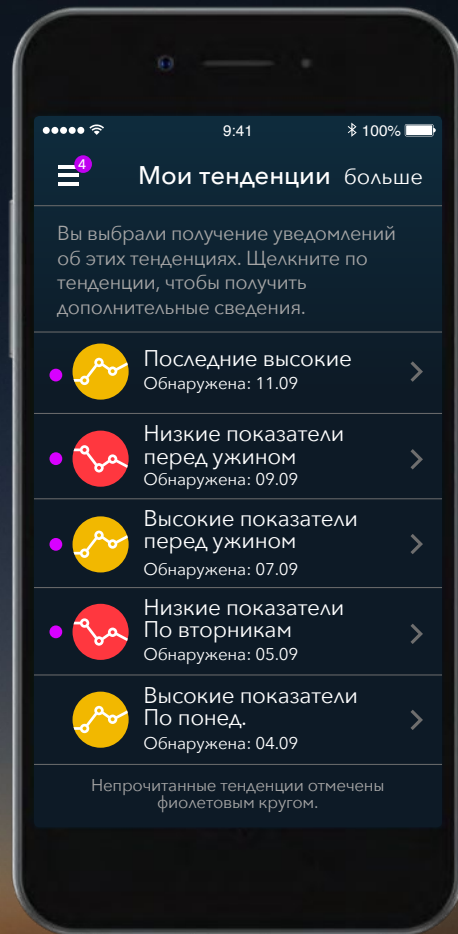 9:41
100%
4
Мои тенденции больше
Вы выбрали получение уведомлений
об этих тенденциях. Щелкните по
тенденции, чтобы получить
дополнительные сведения.
Последние высокие
Обнаружена: 11.09
Низкие показатели
перед ужином
Обнаружена: 09.09
Высокие показатели
перед ужином
Обнаружена: 07.09
Низкие показатели
По вторникам
Обнаружена: 05.09
Высокие показатели
По понед.
Обнаружена: 04.09
Непрочитанные тенденции отмечены
фиолетовым кругом.